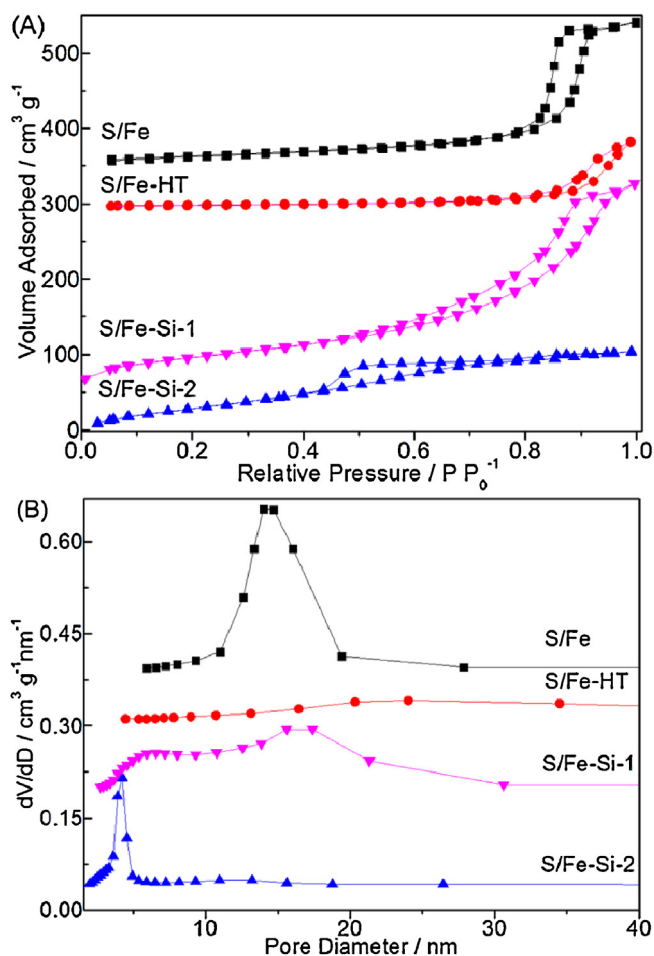 (A)
500
400
300
200
100
0
Volume Adsorbed / cm³ g⁻¹
S/Fe
S/Fe-HT
S/Fe-Si-1
S/Fe-Si-2
0.0 0.2 0.4 0.6 0.8 1.0
Relative Pressure / P P₀⁻¹
(B)
0.60
0.45
0.30
0.15
0.00
dV/dD / cm³ g⁻¹nm⁻¹
S/Fe
S/Fe-HT
S/Fe-Si-1
S/Fe-Si-2
10 20 30 40
Pore Diameter / nm